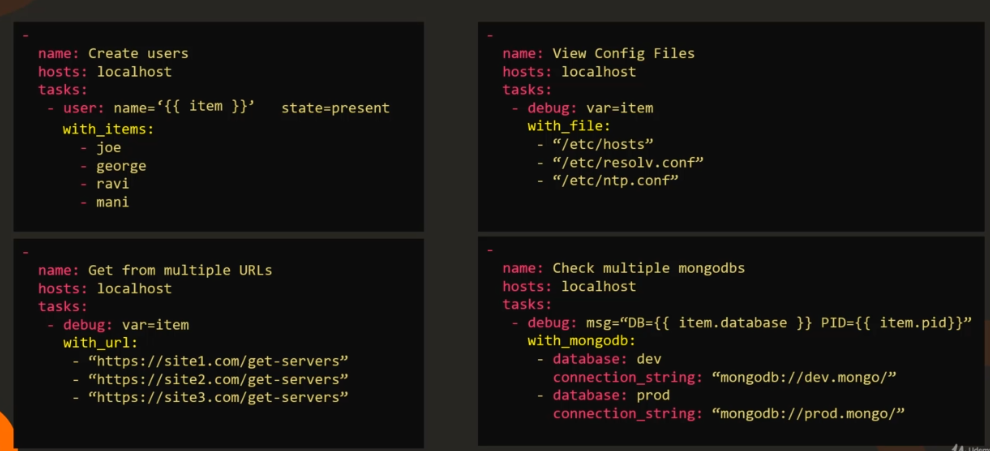 -
name: Create users
hosts: localhost
tasks:
- user: name=‘{{ item }}’ state=present
with_items:
- joe
- george
- ravi
- mani
-
name: View Config Files
hosts: localhost
tasks:
- debug: var=item
with_file:
- “/etc/hosts”
- “/etc/resolv.conf”
- “/etc/ntp.conf”
-
name: Get from multiple URLs
hosts: localhost
tasks:
- debug: var=item
with_url:
- “https://site1.com/get-servers”
- “https://site2.com/get-servers”
- “https://site3.com/get-servers”
-
name: Check multiple mongodbs
hosts: localhost
tasks:
- debug: msg=“DB={{ item.database }} PID={{ item.pid}}”
with_mongodb:
- database: dev
connection_string: “mongodb://dev.mongo/”
- database: prod
connection_string: “mongodb://prod.mongo/”